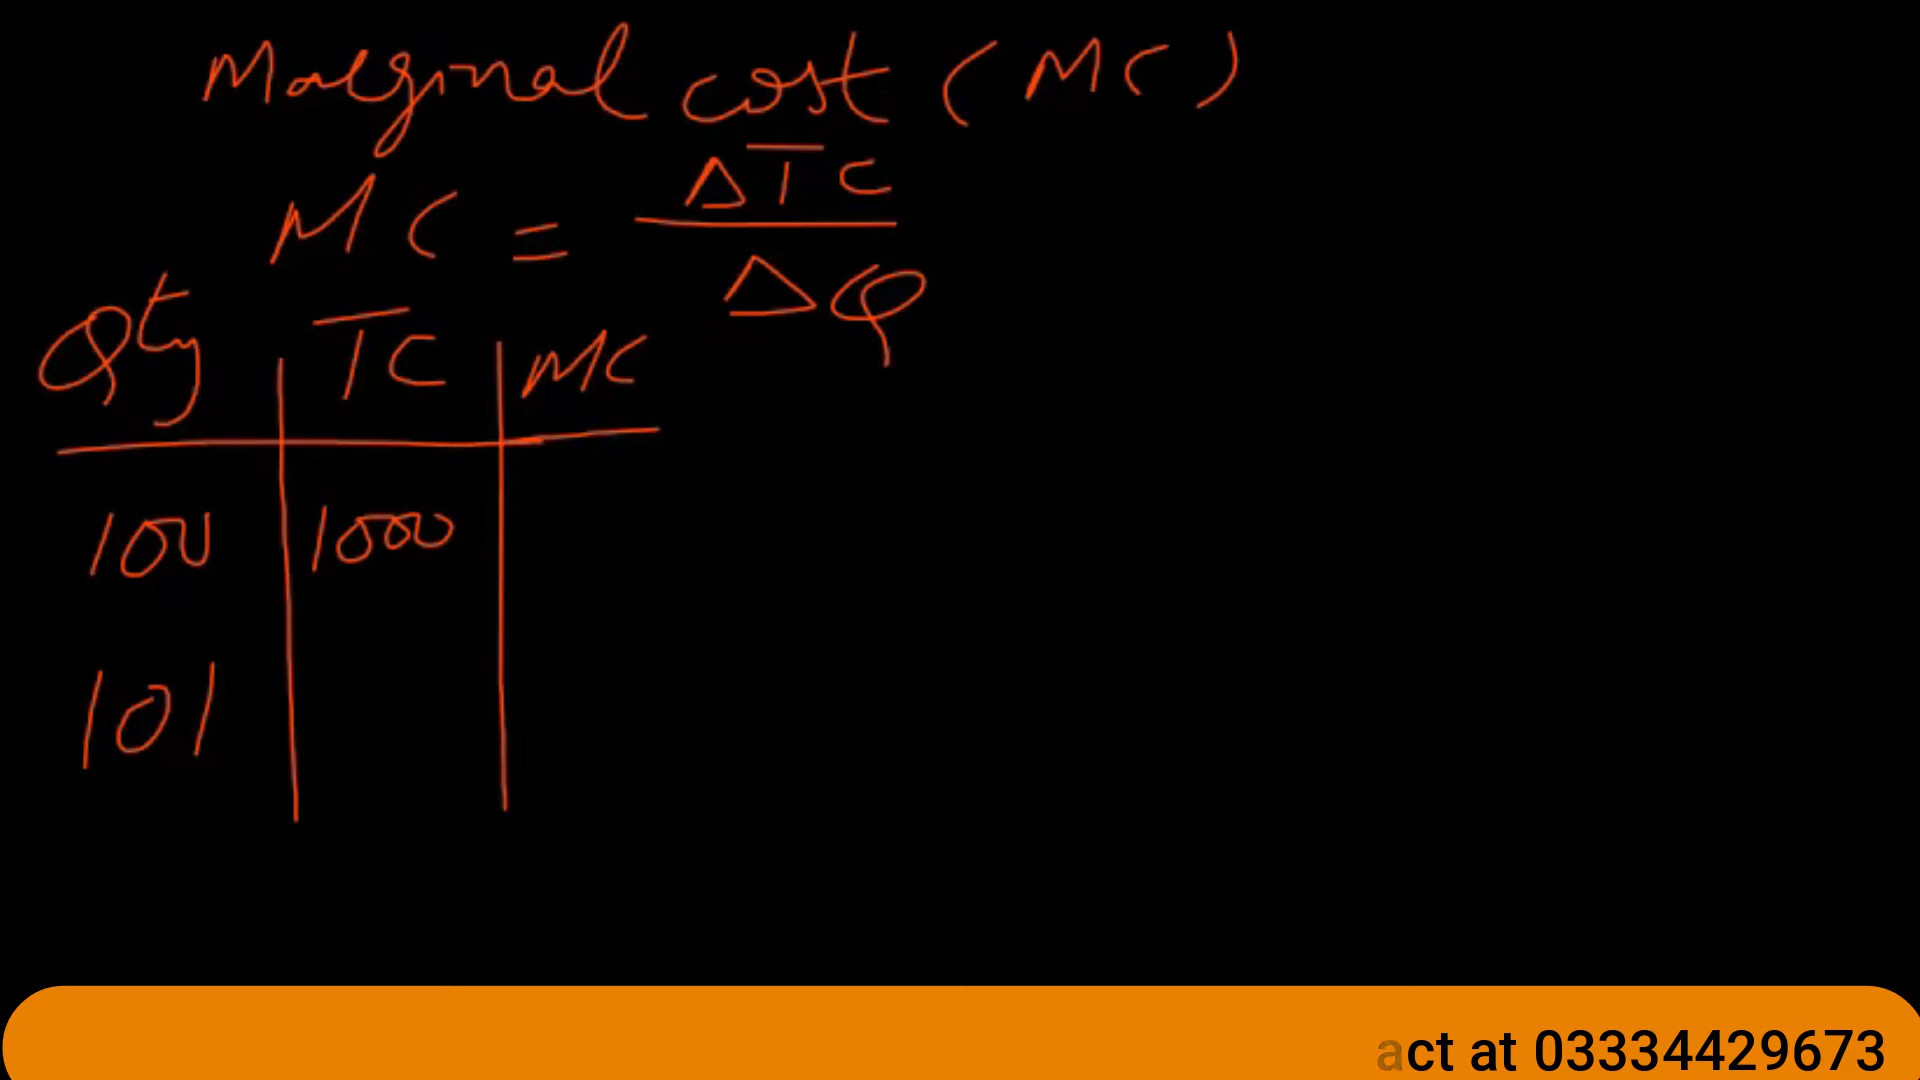 Marginal cost (MC)
MC = ΔTC / ΔQ
Qty TC MC
100 1000
101
act at 03334429673